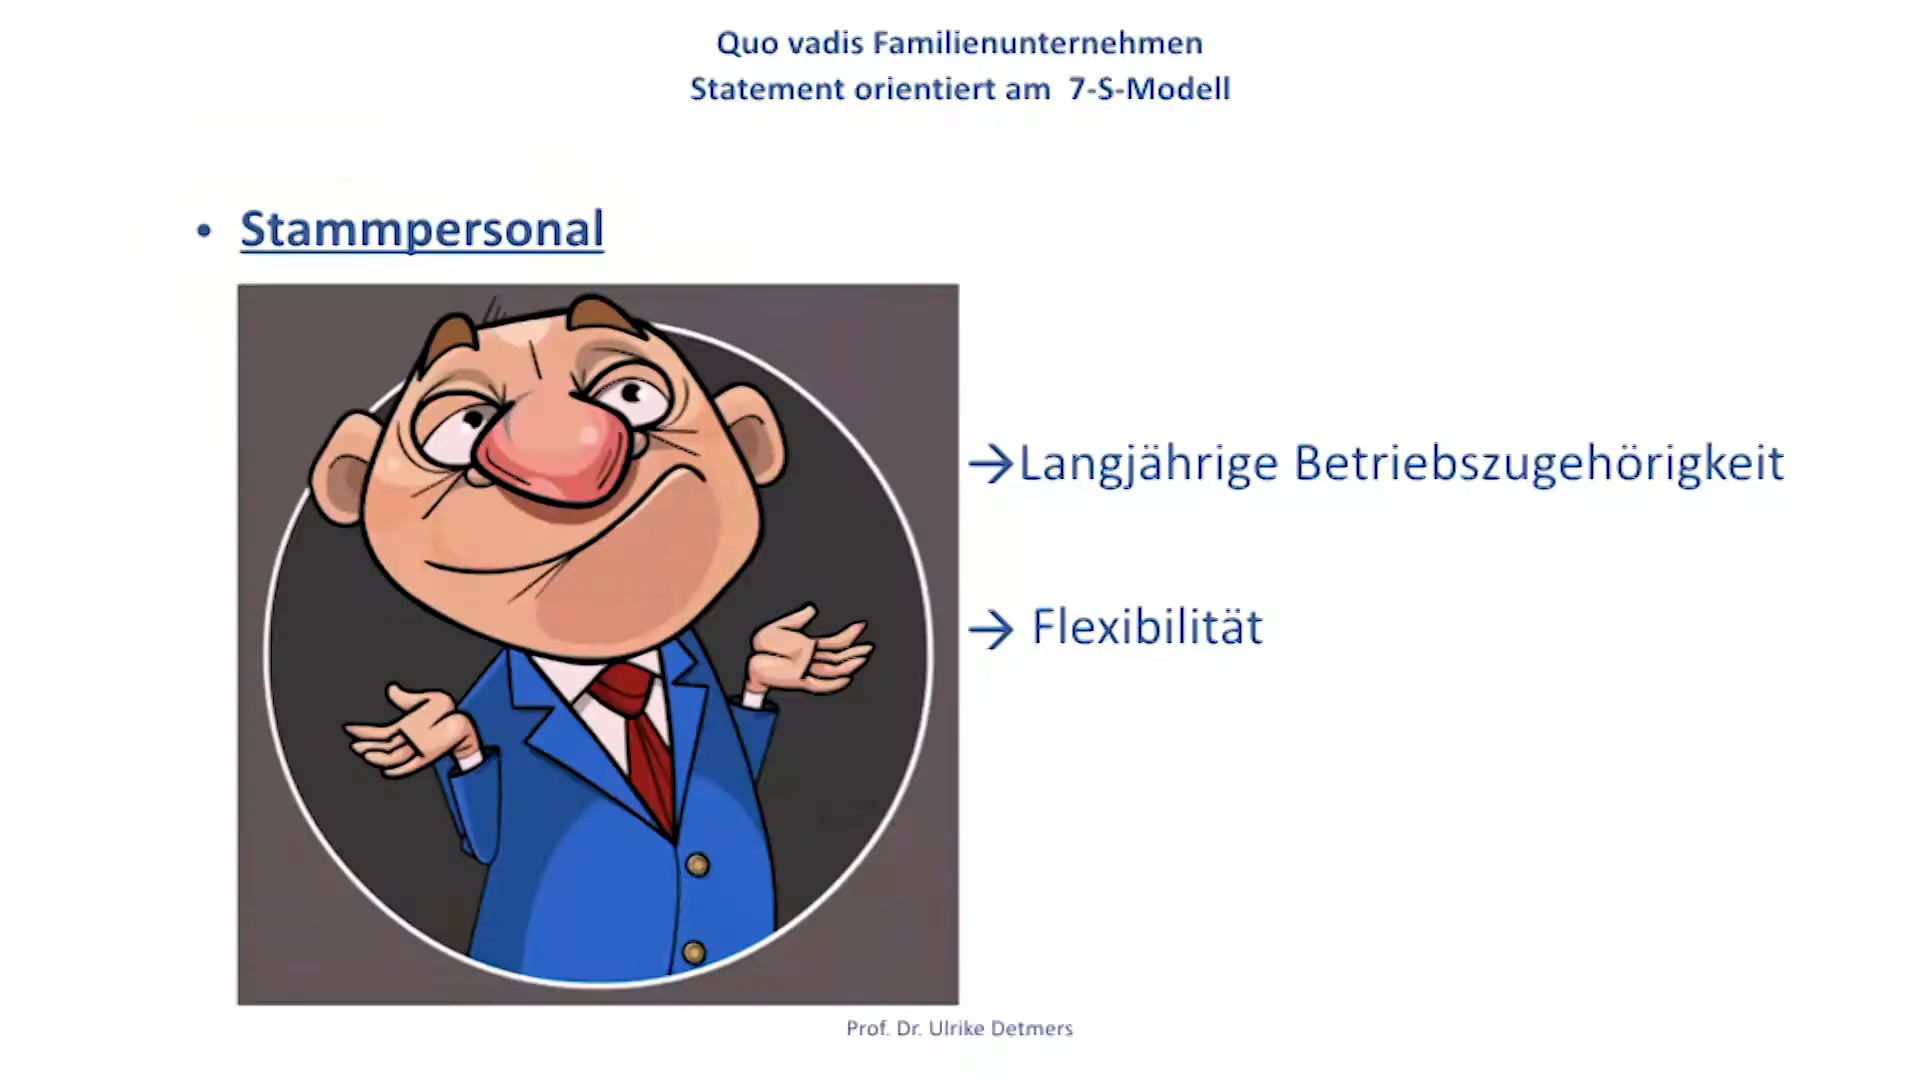 Quo vadis Familienunternehmen
Statement orientiert am 7-S-Modell
• Stammpersonal
→Langjährige Betriebszugehörigkeit
→ Flexibilität
Prof. Dr. Ulrike Detmers